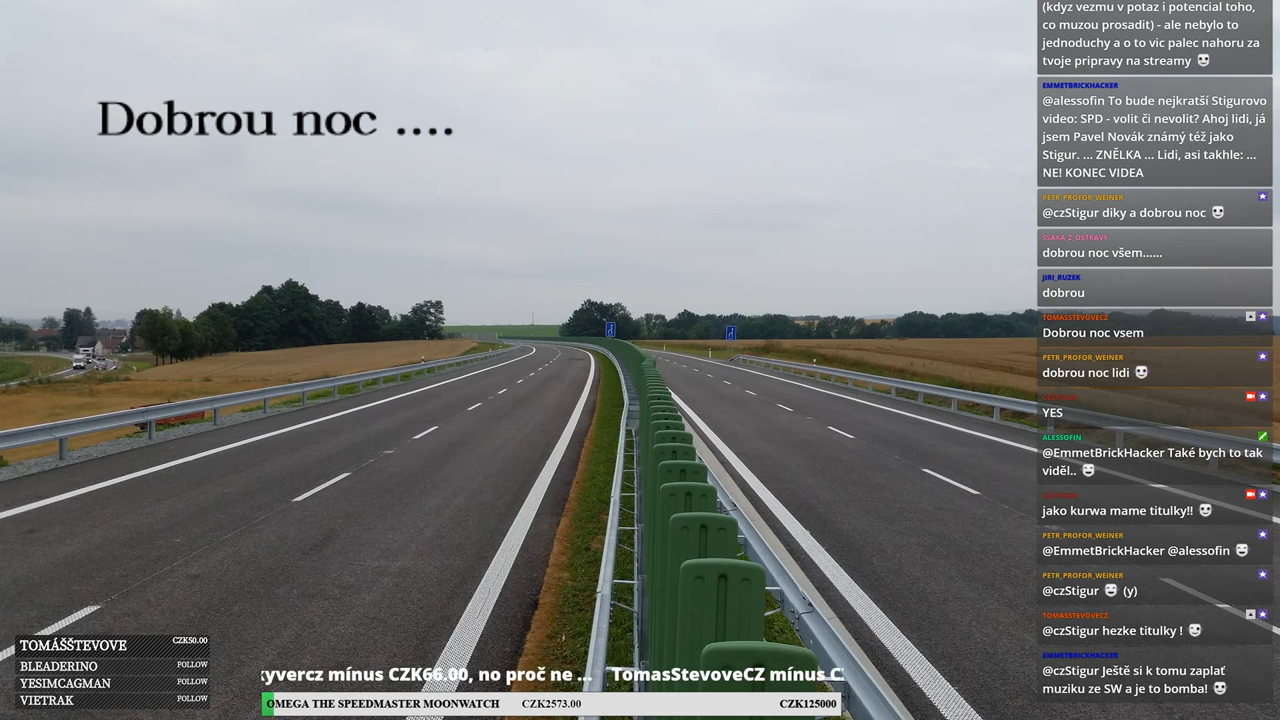 Dobrou noc ....
(kdyz vezmu v potaz i potencial toho,
co muzou prosadit) - ale nebylo to
jednoduchy a o to vic palec nahoru za
tvoje pripravy na streamy
EMMETBRICKHACKER
@alessofin To bude nejkratší Stigurovo
video: SPD - volit či nevolit? Ahoj lidi, já
jsem Pavel Novák známý též jako
Stigur. ... ZNĚLKA ... Lidi, asi takhle: ...
NE! KONEC VIDEA
PETR_PROFOR_WEINER
@czStigur diky a dobrou noc
SSAXA_Z_OSTRAVY
dobrou noc všem......
JIRI_RUZEK
dobrou
TOMASSTEVOVECZ
Dobrou noc vsem
PETR_PROFOR_WEINER
dobrou noc lidi
YES
ALESSOFIN
@EmmetBrickHacker Také bych to tak
viděl..
jako kurwa mame titulky!!
PETR_PROFOR_WEINER
@EmmetBrickHacker @alessofin
PETR_PROFOR_WEINER
@czStigur (y)
TOMASSTEVOVECZ
@czStigur hezke titulky !
EMMETBRICKHACKER
@czStigur Ještě si k tomu zaplať
muziku ze SW a je to bomba!
TOMÁŠŠTEVOVE CZK50.00
BLEADERINO FOLLOW
YESIMCAGMAN FOLLOW
VIETRAK FOLLOW
yvercz mínus CZK66.00, no proč ne ... TomasStevoveCZ mínus C
OMEGA THE SPEEDMASTER MOONWATCH CZK2573.00 CZK125000